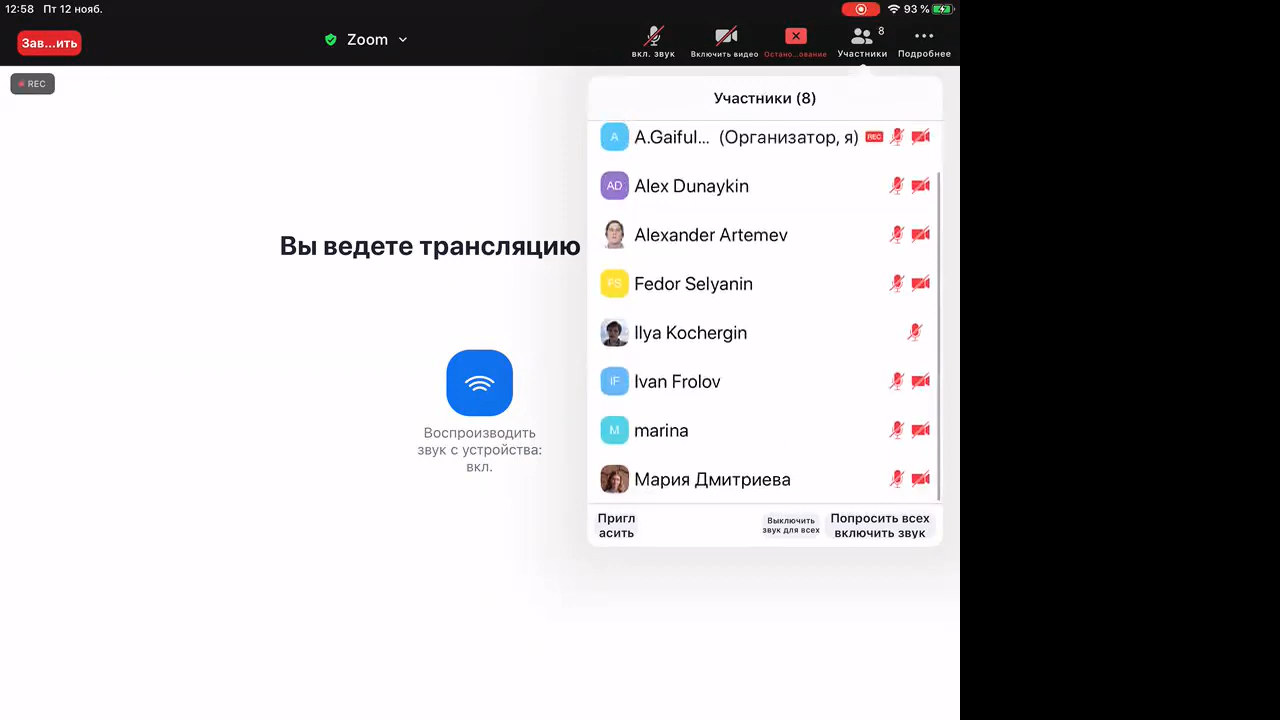 12:58 Пт 12 нояб. 93 %
Зав...ить
Zoom
вкл. звук
Включить видео
Остано...ование
8
Участники
Подробнее
REC
Участники (8)
A A.Gaiful... (Организатор, я) REC
AD Alex Dunaykin
Alexander Artemev
FS Fedor Selyanin
Ilya Kochergin
IF Ivan Frolov
M marina
Мария Дмитриева
Вы ведете трансляцию
Воспроизводить
звук с устройства:
вкл.
Пригл
асить
Выключить
звук для всех
Попросить всех
включить звук